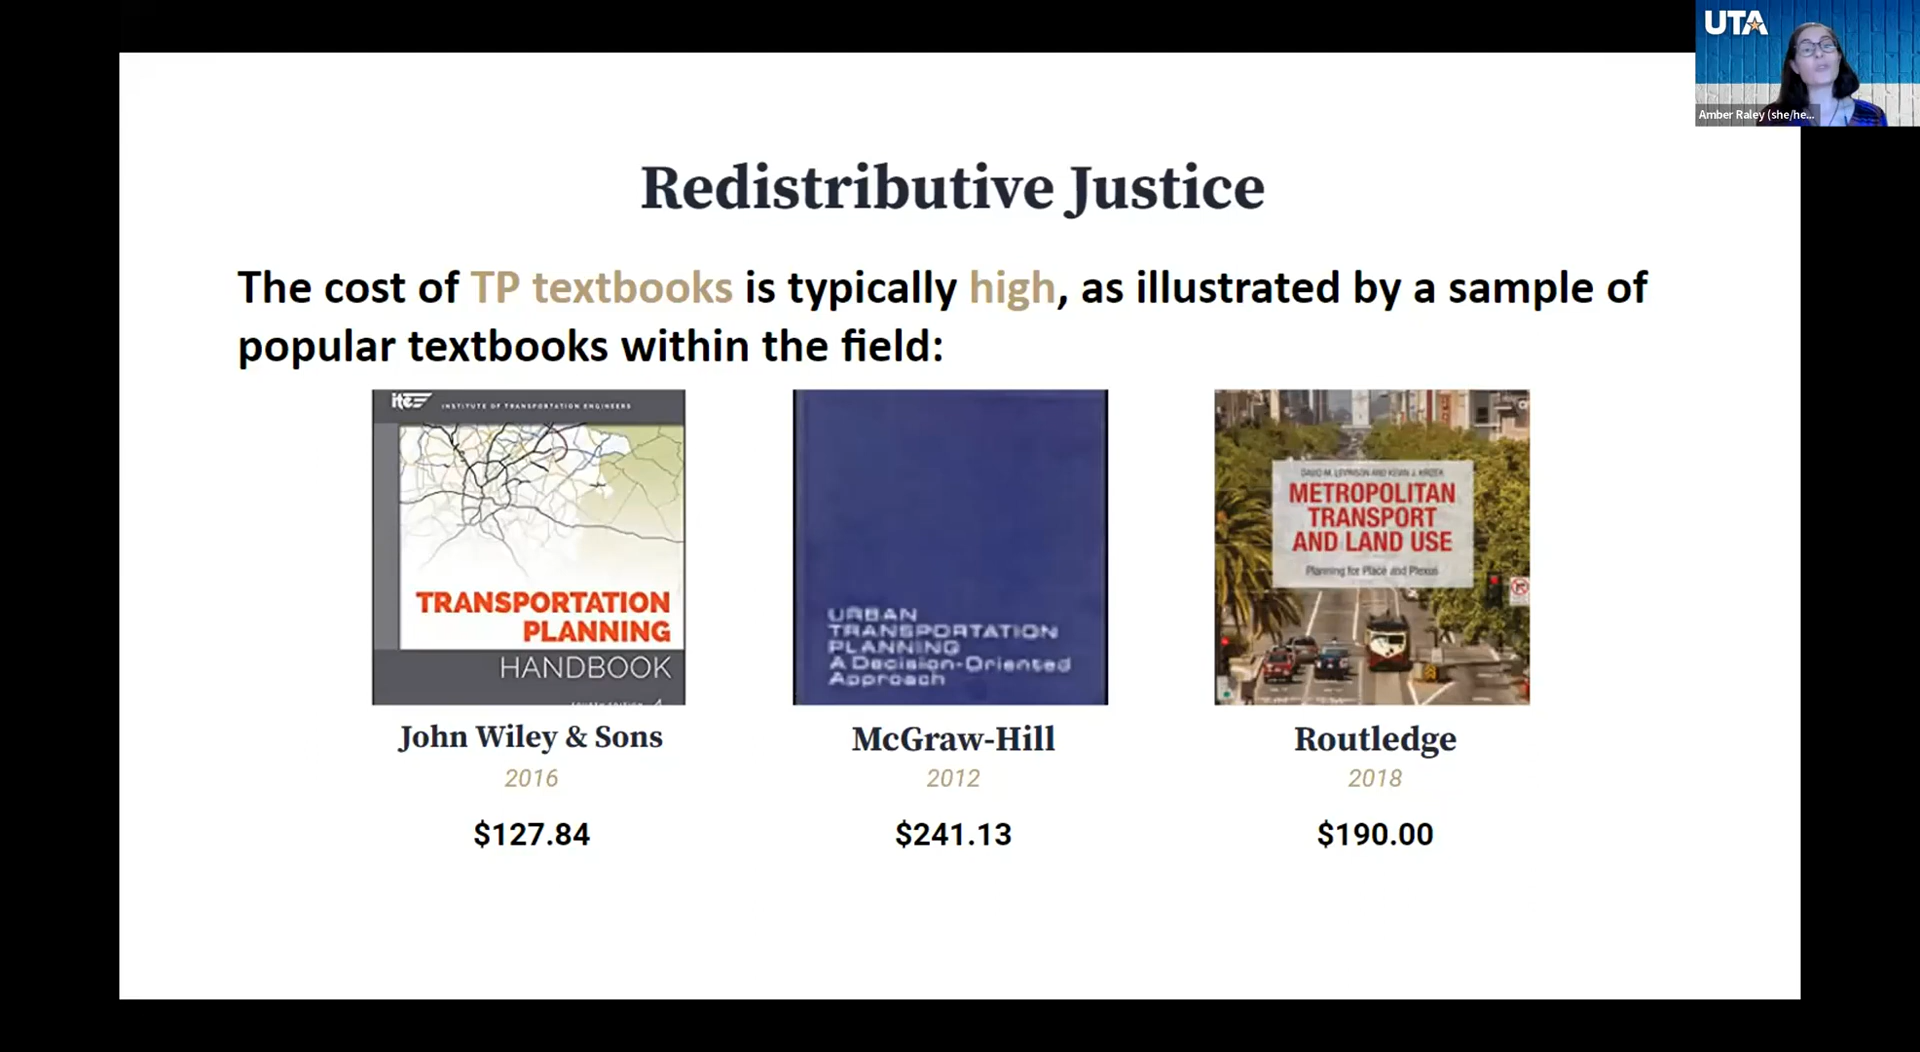 UTA
Amber Raley (she/he...
Redistributive Justice
The cost of TP textbooks is typically high, as illustrated by a sample of
popular textbooks within the field:
ite INSTITUTE OF TRANSPORTATION ENGINEERS
TRANSPORTATION
PLANNING
HANDBOOK
URBAN
TRANSPORTATION
PLANNING
A Decision-Oriented
Approach
DAVID M. LEVINSON AND KEVIN J. KRIZEK
METROPOLITAN
TRANSPORT
AND LAND USE
Planning for Place and Plexus
John Wiley & Sons
2016
$127.84
McGraw-Hill
2012
$241.13
Routledge
2018
$190.00